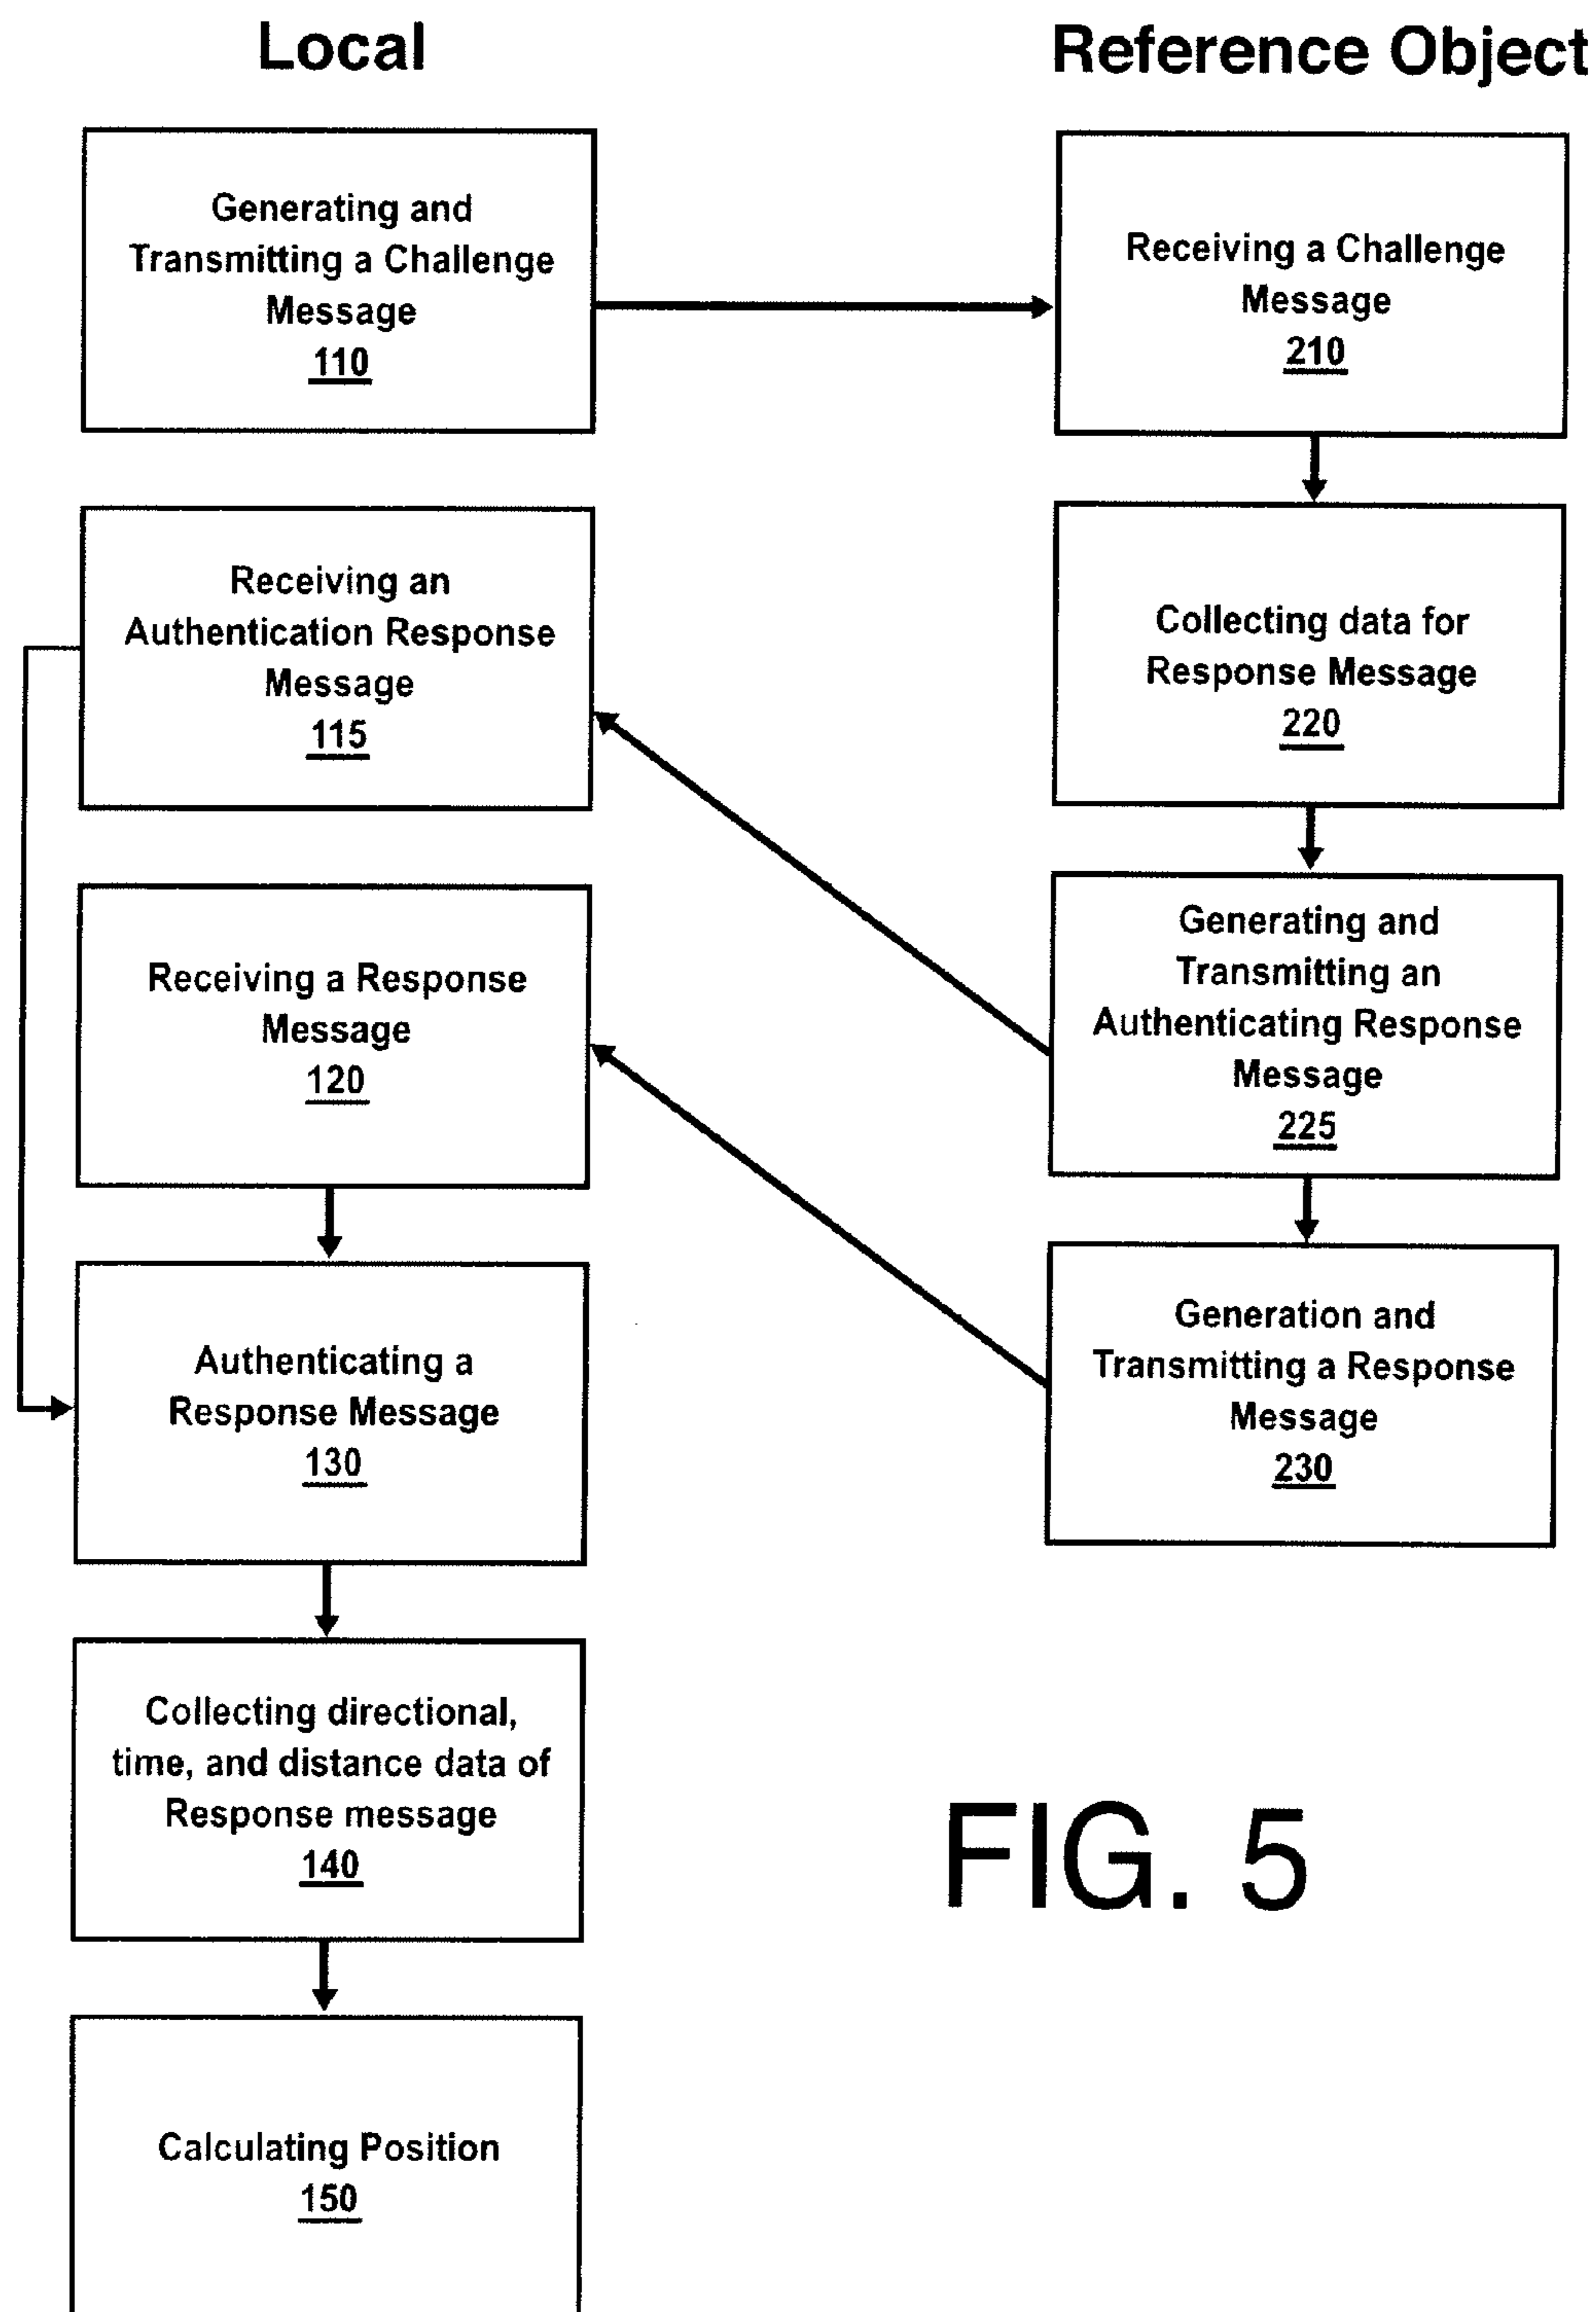 Local
Reference Object
Generating and
Transmitting a Challenge
Message
110
Receiving a Challenge
Message
210
Receiving an
Authentication Response
Message
115
Collecting data for
Response Message
220
Receiving a Response
Message
120
Generating and
Transmitting an
Authenticating Response
Message
225
Authenticating a
Response Message
130
Generation and
Transmitting a Response
Message
230
Collecting directional,
time, and distance data of
Response message
140
Calculating Position
150
FIG. 5